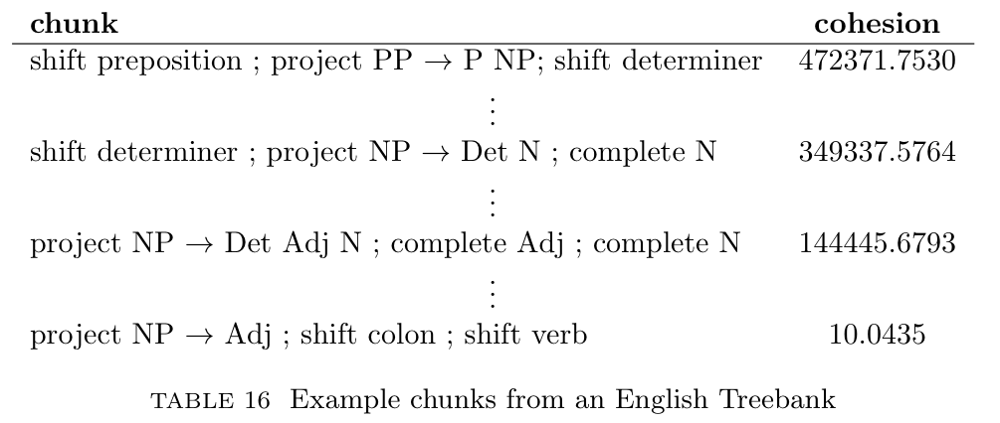 chunk cohesion
shift preposition ; project PP → P NP; shift determiner 472371.7530
⋮
shift determiner ; project NP → Det N ; complete N 349337.5764
⋮
project NP → Det Adj N ; complete Adj ; complete N 144445.6793
⋮
project NP → Adj ; shift colon ; shift verb 10.0435
TABLE 16 Example chunks from an English Treebank